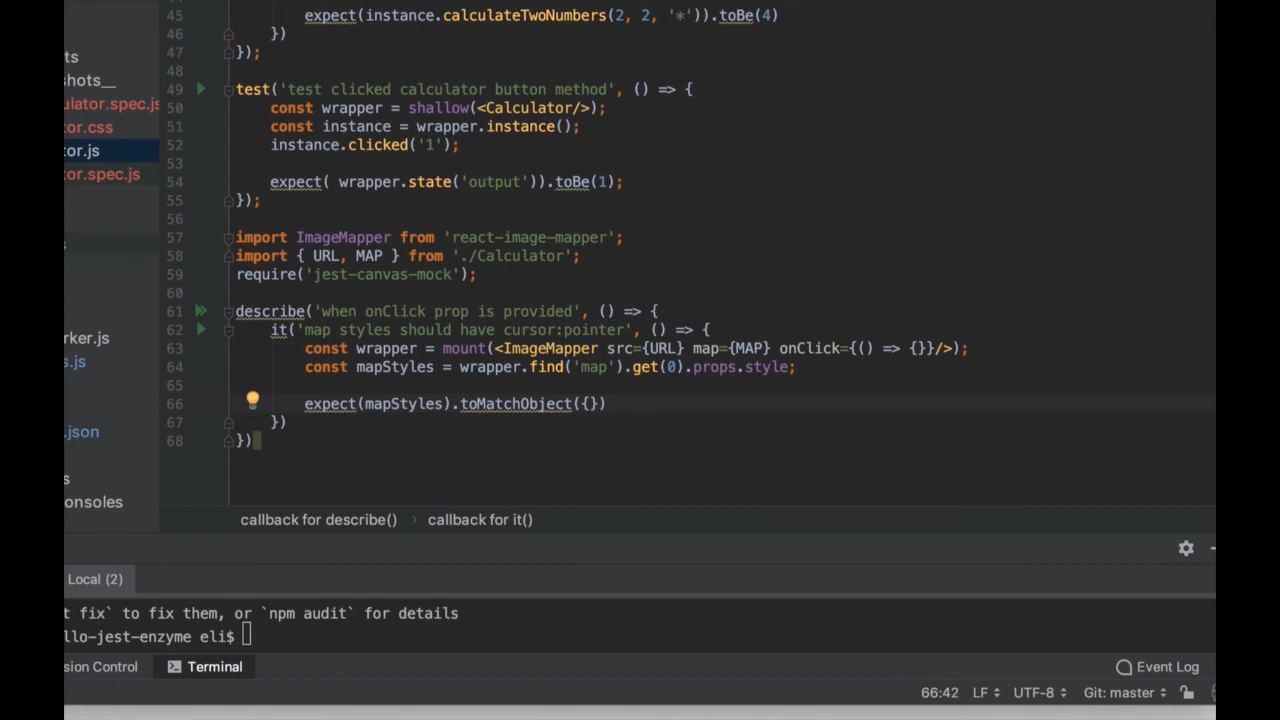 45 expect(instance.calculateTwoNumbers(2, 2, '*')).toBe(4)
46 })
47 });
48
49 test('test clicked calculator button method', () => {
50 const wrapper = shallow(<Calculator/>);
51 const instance = wrapper.instance();
52 instance.clicked('1');
53
54 expect( wrapper.state('output')).toBe(1);
55 });
56
57 import ImageMapper from 'react-image-mapper';
58 import { URL, MAP } from './Calculator';
59 require('jest-canvas-mock');
60
61 describe('when onClick prop is provided', () => {
62 it('map styles should have cursor:pointer', () => {
63 const wrapper = mount(<ImageMapper src={URL} map={MAP} onClick={() => {}}/>);
64 const mapStyles = wrapper.find('map').get(0).props.style;
65
66 expect(mapStyles).toMatchObject({})
67 })
68 })
ts
shots__
ulator.spec.js
tor.css
tor.js
tor.spec.js
s
rker.js
s.js
.json
s
onsoles
callback for describe() › callback for it()
Local (2)
t fix` to fix them, or `npm audit` for details
llo-jest-enzyme eli$
sion Control
Terminal
Event Log
66:42 LF UTF-8 Git: master